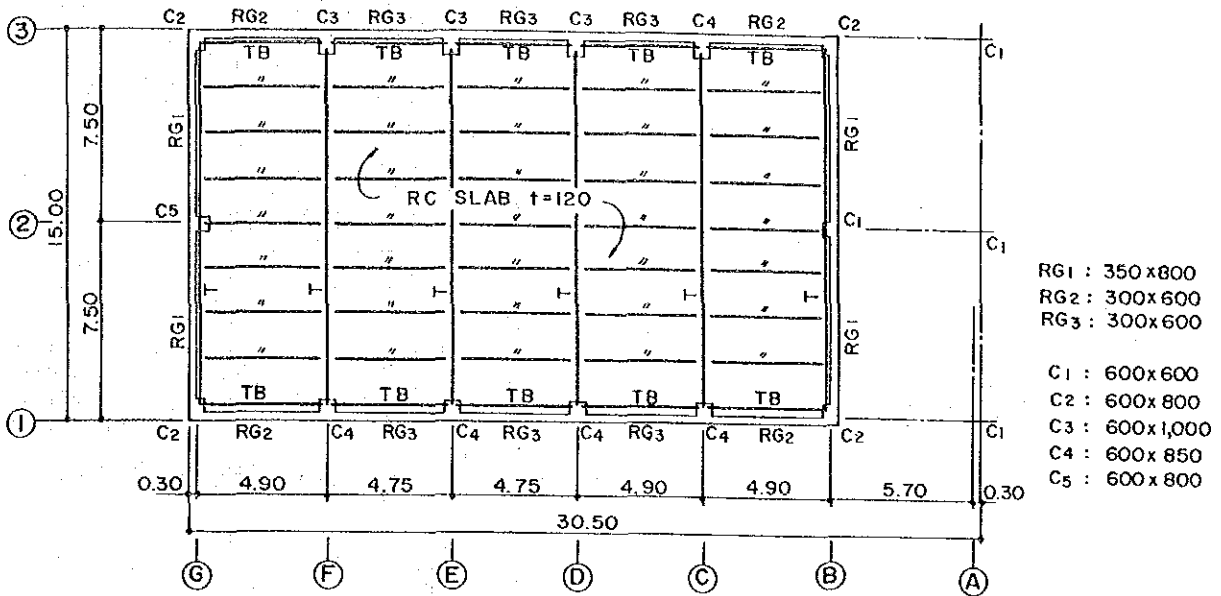 C2 RG2 C3 RG3 C3 RG3 C3 RG3 C4 RG2 C2
3
TB TB TB TB TB
C1
〃 〃 〃 〃 〃
〃 〃 〃 〃 〃
7.50
RG1
RG1
〃 〃 〃 〃 〃
RC SLAB t=120
15.00
2
C5
〃 〃 〃 〃 〃
C1
C1
〃 〃 〃 〃 〃
7.50
RG1
RG1
〃 〃 〃 〃 〃
〃 〃 〃 〃 〃
TB TB TB TB TB
1
C2 RG2 C4 RG3 C4 RG3 C4 RG3 C4 RG2 C2
C1
0.30 4.90 4.75 4.75 4.90 4.90 5.70 0.30
30.50
G F E D C B A
RG1 : 350x800
RG2 : 300x600
RG3 : 300x600
C1 : 600x600
C2 : 600x800
C3 : 600x1,000
C4 : 600x850
C5 : 600x800